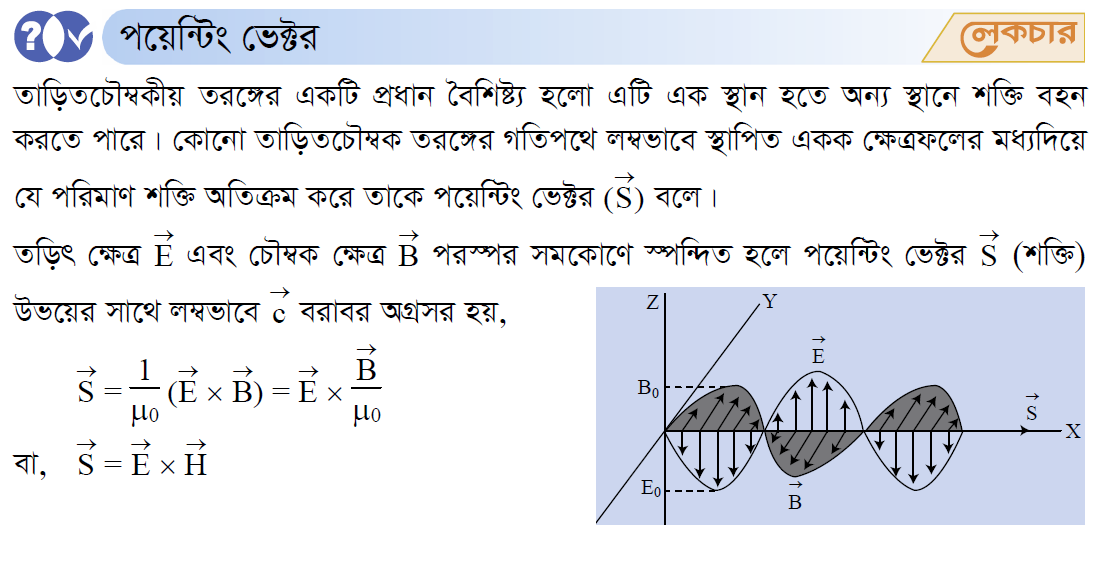 পয়েন্টিং ভেক্টর
লেকচার
তাড়িতচৌম্বকীয় তরঙ্গের একটি প্রধান বৈশিষ্ট্য হলো এটি এক স্থান হতে অন্য স্থানে শক্তি বহন
করতে পারে। কোনো তাড়িতচৌম্বক তরঙ্গের গতিপথে লম্বভাবে স্থাপিত একক ক্ষেত্রফলের মধ্যদিয়ে
যে পরিমাণ শক্তি অতিক্রম করে তাকে পয়েন্টিং ভেক্টর (S⃗) বলে।
তড়িৎ ক্ষেত্র E⃗ এবং চৌম্বক ক্ষেত্র B⃗ পরস্পর সমকোণে স্পন্দিত হলে পয়েন্টিং ভেক্টর S⃗ (শক্তি)
উভয়ের সাথে লম্বভাবে c⃗ বরাবর অগ্রসর হয়,
S⃗ = 1/μ₀ (E⃗ × B⃗) = E⃗ × B⃗/μ₀
বা, S⃗ = E⃗ × H⃗
Z
Y
E⃗
B₀
S⃗
X
E₀
B⃗